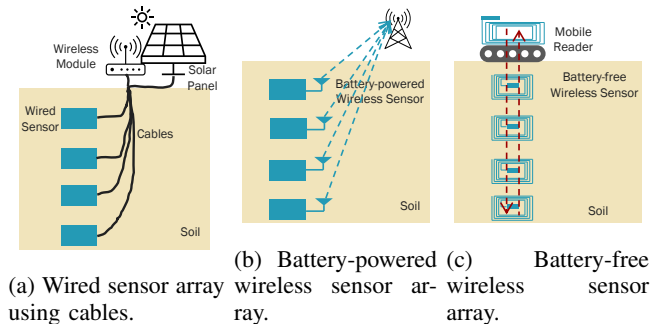 Wireless
Module
Solar
Panel
Wired
Sensor
Cables
Soil
(a) Wired sensor array
using cables.
Battery-powered
Wireless Sensor
Soil
(b) Battery-powered
wireless sensor ar-
ray.
Mobile
Reader
Battery-free
Wireless Sensor
Soil
(c) Battery-free
wireless sensor
array.